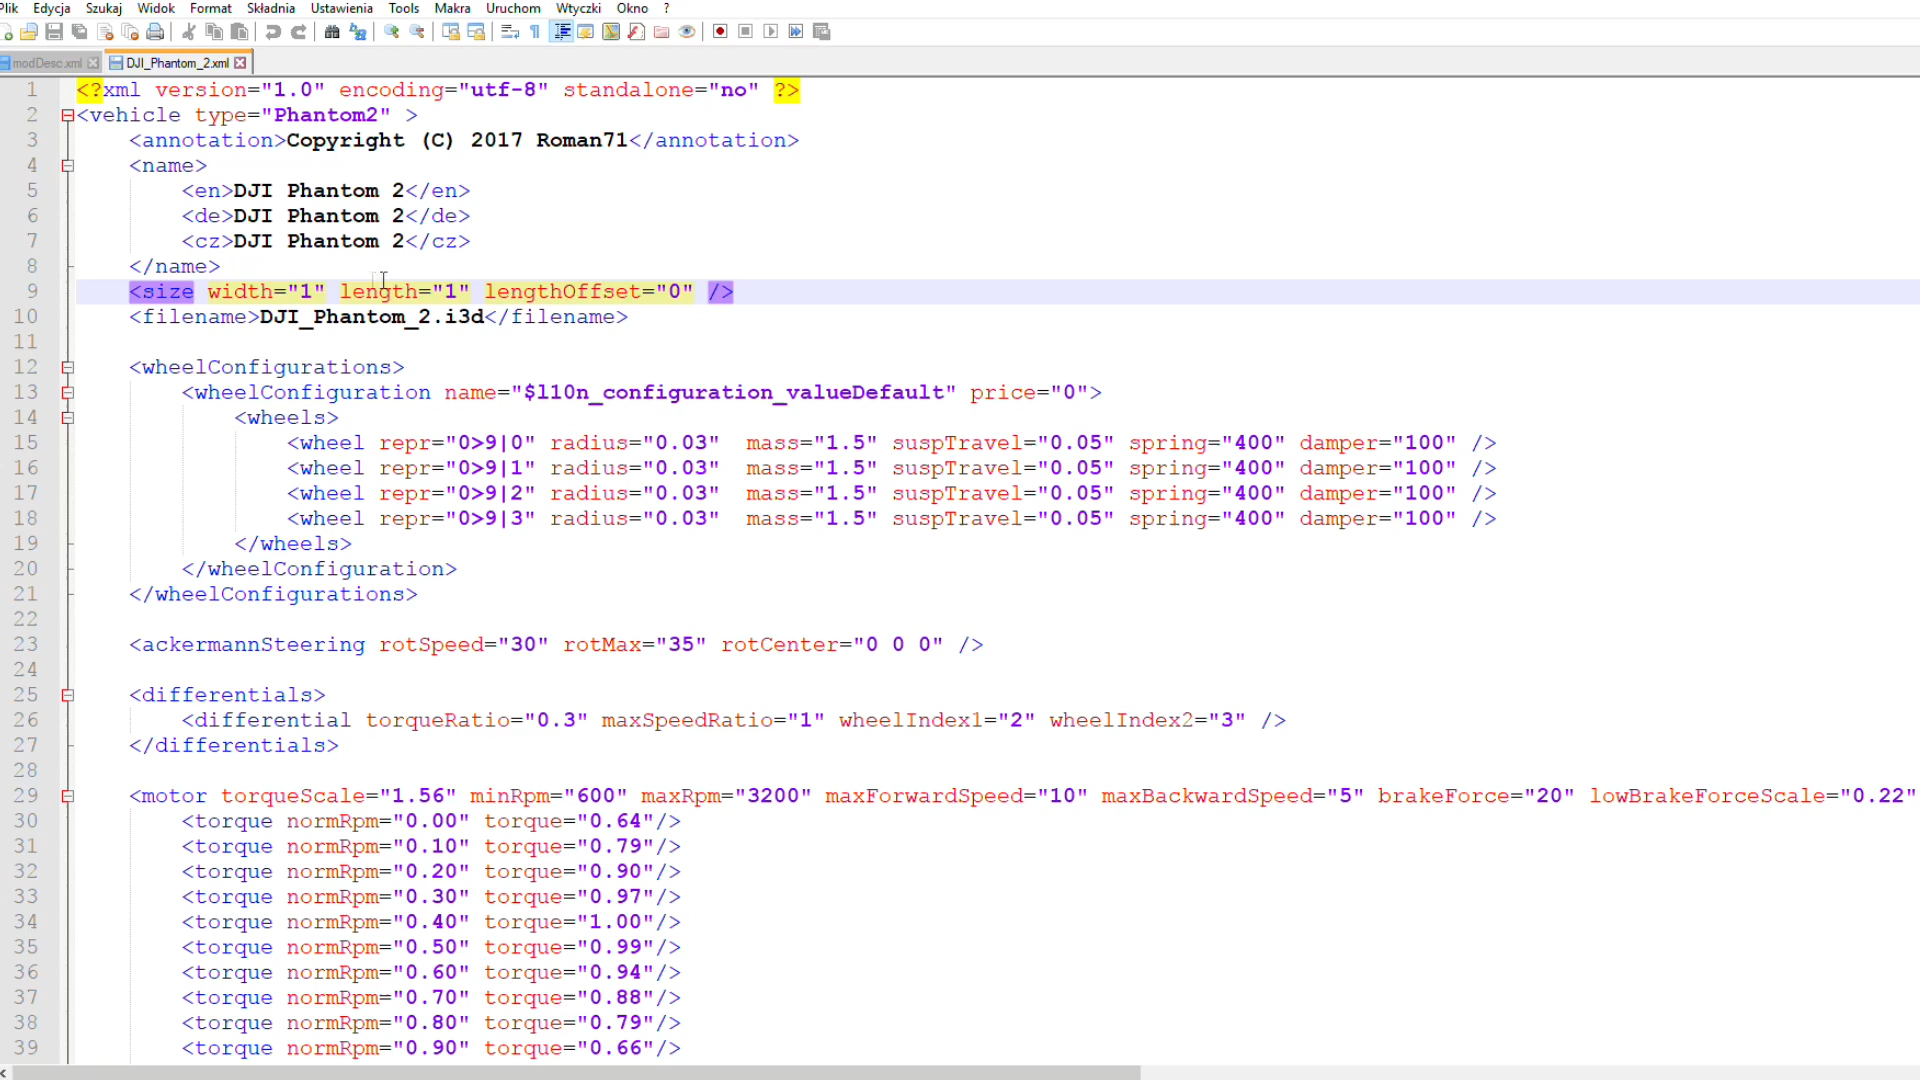 Plik Edycja Szukaj Widok Format Składnia Ustawienia Tools Makra Uruchom Wtyczki Okno ?
modDesc.xml DJI_Phantom_2.xml
1 <?xml version="1.0" encoding="utf-8" standalone="no" ?>
2 <vehicle type="Phantom2" >
3 <annotation>Copyright (C) 2017 Roman71</annotation>
4 <name>
5 <en>DJI Phantom 2</en>
6 <de>DJI Phantom 2</de>
7 <cz>DJI Phantom 2</cz>
8 </name>
9 <size width="1" length="1" lengthOffset="0" />
10 <filename>DJI_Phantom_2.i3d</filename>
11
12 <wheelConfigurations>
13 <wheelConfiguration name="$l10n_configuration_valueDefault" price="0">
14 <wheels>
15 <wheel repr="0>9|0" radius="0.03" mass="1.5" suspTravel="0.05" spring="400" damper="100" />
16 <wheel repr="0>9|1" radius="0.03" mass="1.5" suspTravel="0.05" spring="400" damper="100" />
17 <wheel repr="0>9|2" radius="0.03" mass="1.5" suspTravel="0.05" spring="400" damper="100" />
18 <wheel repr="0>9|3" radius="0.03" mass="1.5" suspTravel="0.05" spring="400" damper="100" />
19 </wheels>
20 </wheelConfiguration>
21 </wheelConfigurations>
22
23 <ackermannSteering rotSpeed="30" rotMax="35" rotCenter="0 0 0" />
24
25 <differentials>
26 <differential torqueRatio="0.3" maxSpeedRatio="1" wheelIndex1="2" wheelIndex2="3" />
27 </differentials>
28
29 <motor torqueScale="1.56" minRpm="600" maxRpm="3200" maxForwardSpeed="10" maxBackwardSpeed="5" brakeForce="20" lowBrakeForceScale="0.22"
30 <torque normRpm="0.00" torque="0.64"/>
31 <torque normRpm="0.10" torque="0.79"/>
32 <torque normRpm="0.20" torque="0.90"/>
33 <torque normRpm="0.30" torque="0.97"/>
34 <torque normRpm="0.40" torque="1.00"/>
35 <torque normRpm="0.50" torque="0.99"/>
36 <torque normRpm="0.60" torque="0.94"/>
37 <torque normRpm="0.70" torque="0.88"/>
38 <torque normRpm="0.80" torque="0.79"/>
39 <torque normRpm="0.90" torque="0.66"/>